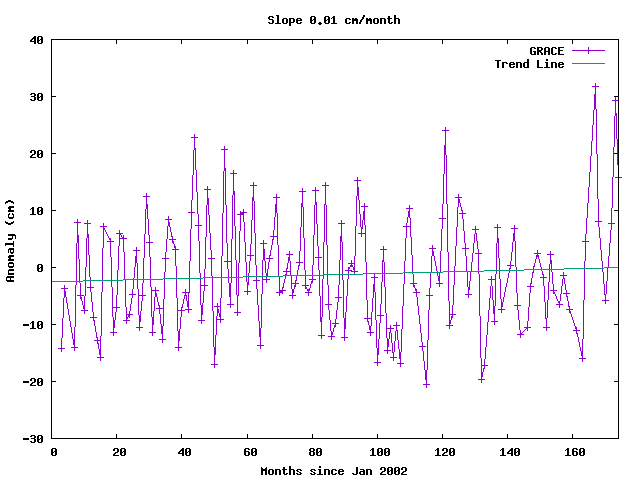 Slope 0.01 cm/month
40
30
20
10
0
-10
-20
-30
Anomaly (cm)
GRACE
Trend Line
0 20 40 60 80 100 120 140 160
Months since Jan 2002